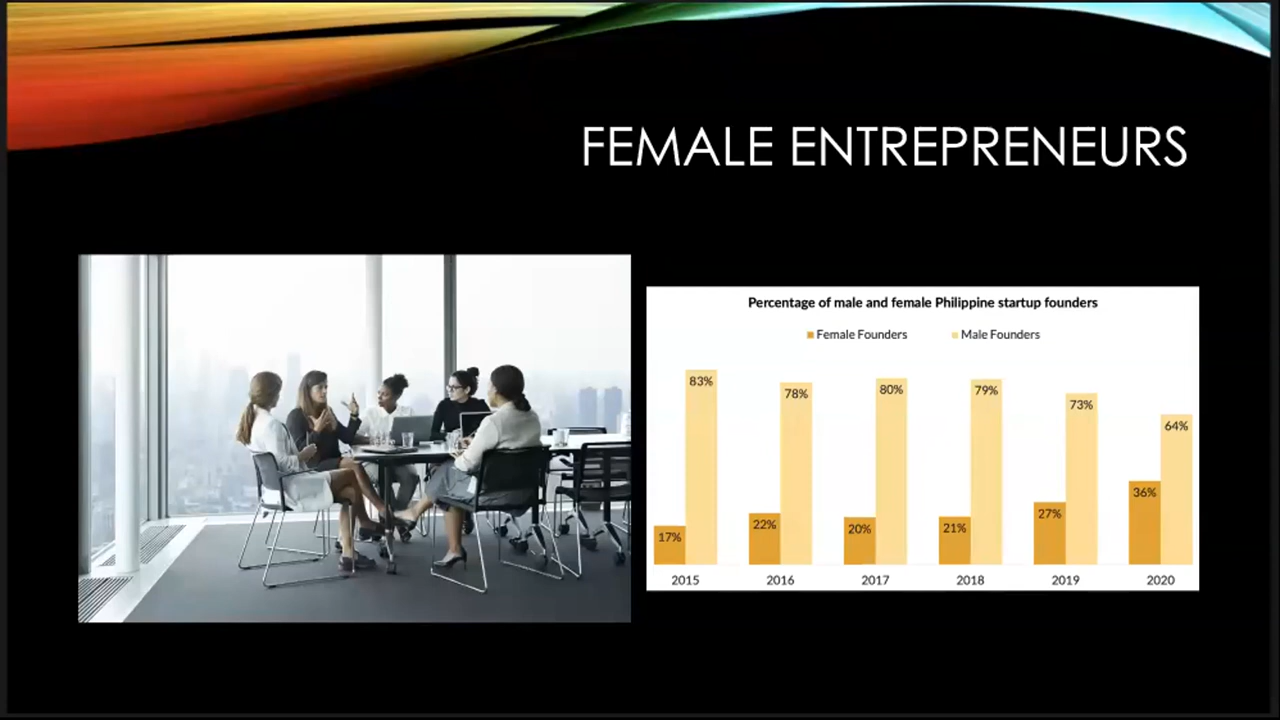 FEMALE ENTREPRENEURS
Percentage of male and female Philippine startup founders
Female Founders Male Founders
83% 78% 80% 79% 73% 64%
17% 22% 20% 21% 27% 36%
2015 2016 2017 2018 2019 2020